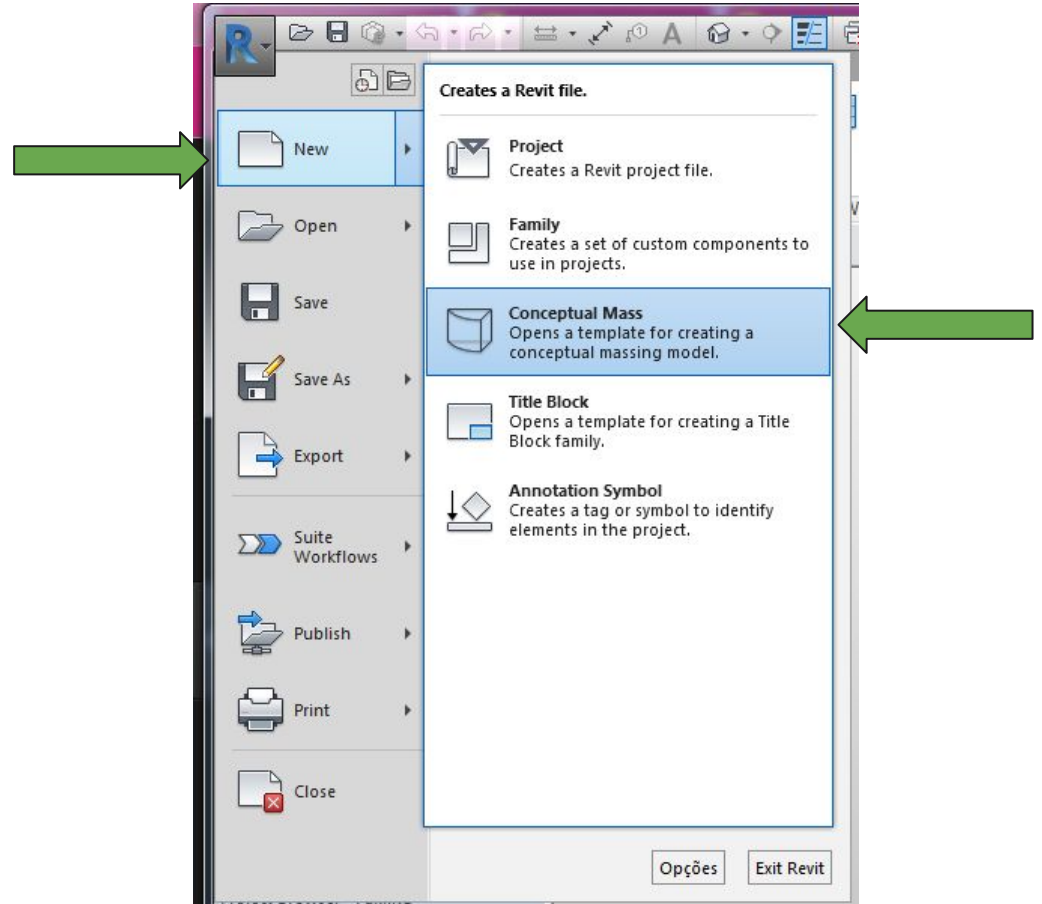 R
A
Creates a Revit file.
New
Project
Creates a Revit project file.
Open
Family
Creates a set of custom components to
use in projects.
Save
Conceptual Mass
Opens a template for creating a
conceptual massing model.
Save As
Title Block
Opens a template for creating a Title
Block family.
Export
Annotation Symbol
Creates a tag or symbol to identify
elements in the project.
Suite
Workflows
Publish
Print
Close
Opções
Exit Revit